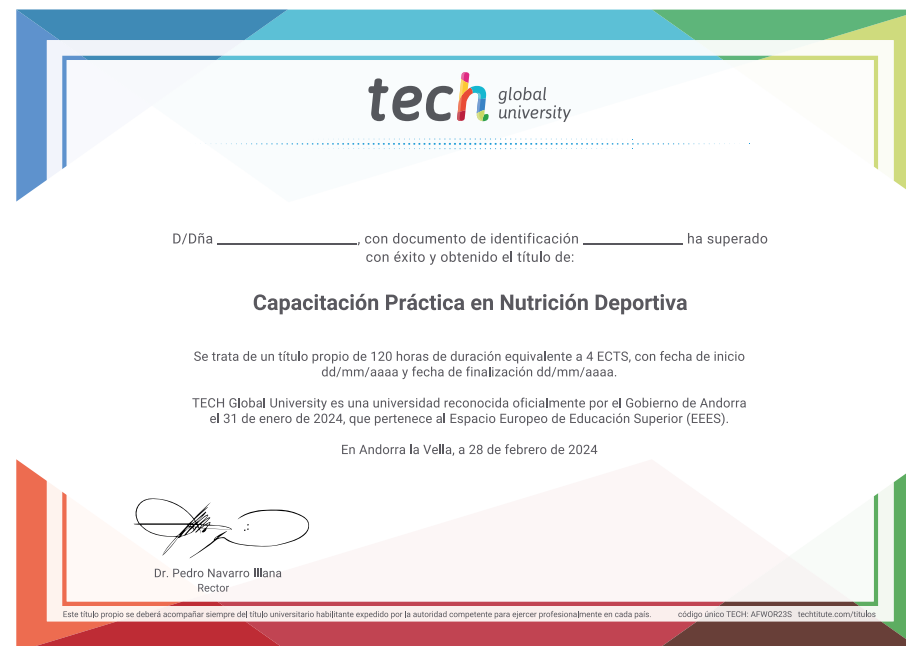 tech global university
D/Dña ____________________, con documento de identificación ______________ ha superado
con éxito y obtenido el título de:
Capacitación Práctica en Nutrición Deportiva
Se trata de un título propio de 120 horas de duración equivalente a 4 ECTS, con fecha de inicio
dd/mm/aaaa y fecha de finalización dd/mm/aaaa.
TECH Global University es una universidad reconocida oficialmente por el Gobierno de Andorra
el 31 de enero de 2024, que pertenece al Espacio Europeo de Educación Superior (EEES).
En Andorra la Vella, a 28 de febrero de 2024
Dr. Pedro Navarro Illana
Rector
Este título propio se deberá acompañar siempre del título universitario habilitante expedido por la autoridad competente para ejercer profesionalmente en cada país. código único TECH: AFWOR23S techtitute.com/titulos